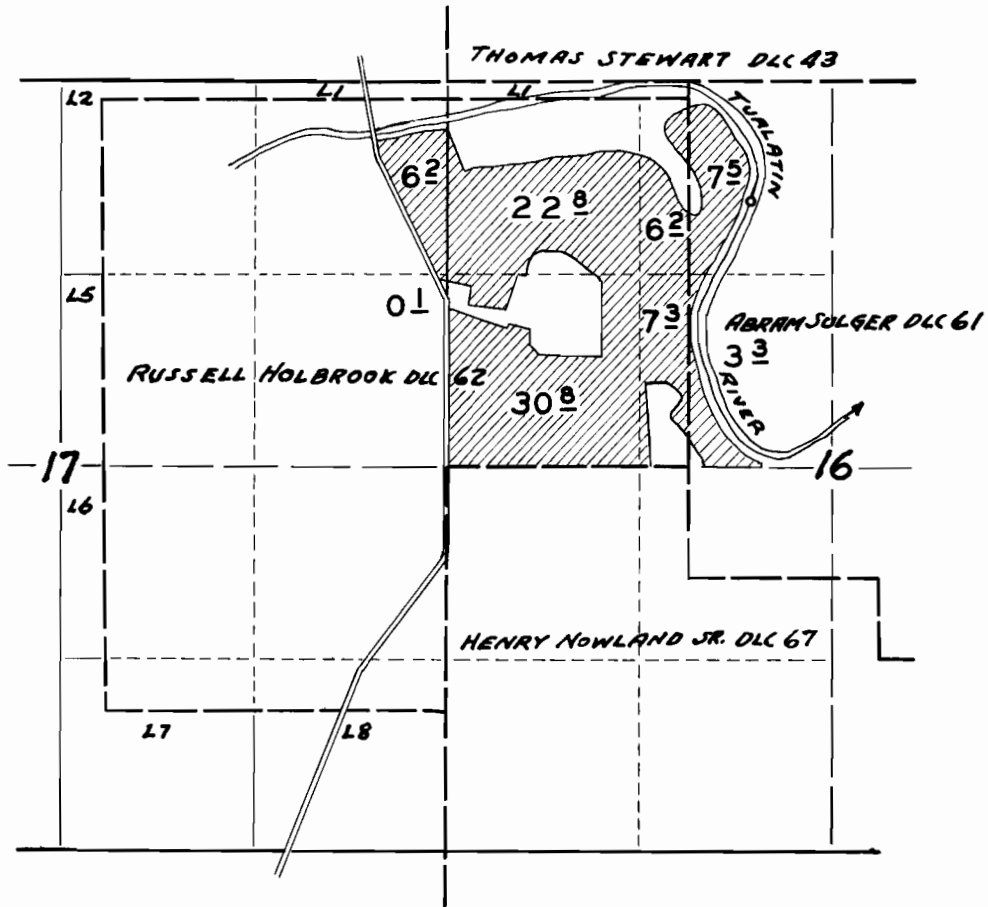 THOMAS STEWART DLC 43
L2
L1
L1
TUALATIN
6 2
7 5
22 8
6 2
L5
0 1
7 3
ABRAM SULGER DLC 61
3 3
RUSSELL HOLBROOK DLC 62
30 8
RIVER
17
16
L6
HENRY NOWLAND SR. DLC 67
L7
L8